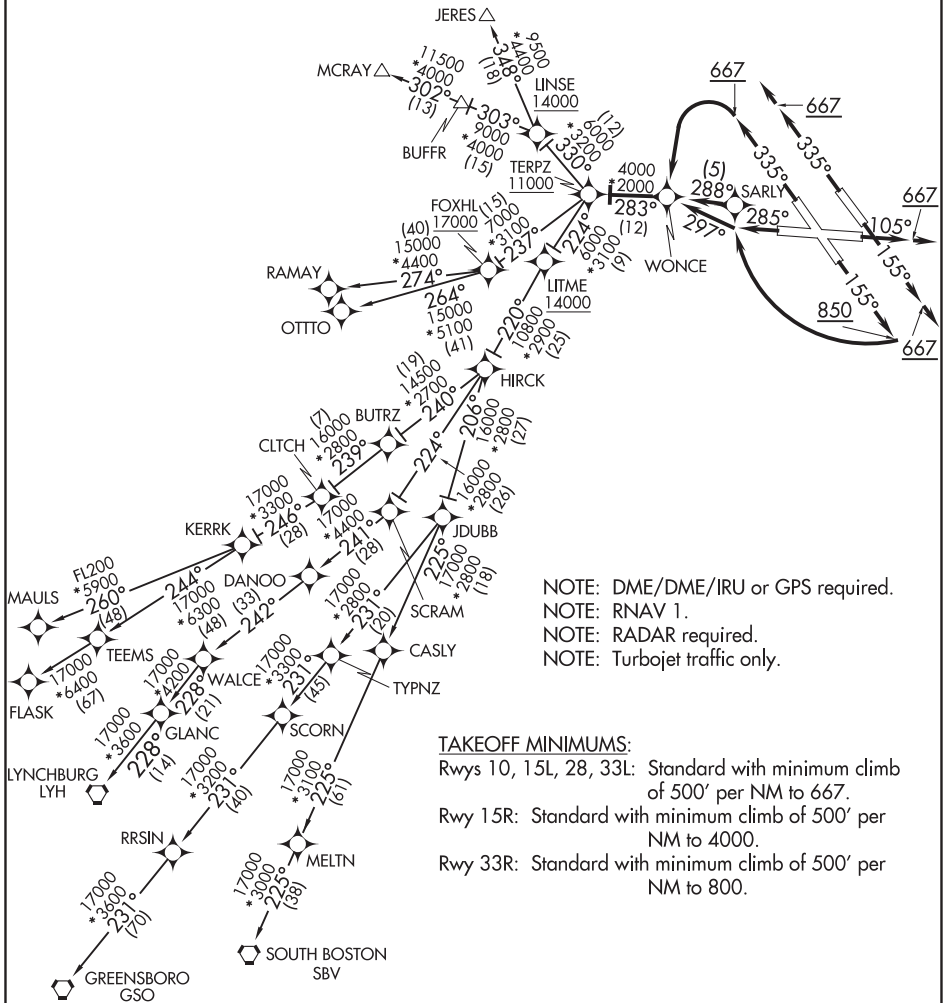 JERES
9500
*4400
348°
(18)
MCRAY
11500
*4000
302°
(13)
BUFFR
303°
9000
*4000
(15)
LINSE
14000
(12)
6000
*3200
330°
TERPZ
11000
4000
*2000
283°
(12)
WONCE
(5)
288°
SARLY
297°
285°
667
667
335°
335°
667
105°
155°
155°
850
667
FOXHL
17000
(15)
7000
*3100
237°
224°
6000
*3100
(9)
LITME
14000
(40)
15000
*4400
274°
RAMAY
OTTTO
264°
15000
*5100
(41)
220°
10800
*2900
(25)
HIRCK
(19)
14500
*2700
240°
BUTRZ
(7)
16000
*2800
239°
CLTCH
206°
16000
*2800
(27)
224°
16000
*2800
(26)
17000
*3300
246°
(28)
KERRK
17000
*4400
241°
(28)
SCRAM
JDUBB
FL200
*5900
260°
(48)
MAULS
244°
17000
*6300
(48)
TEEMS
17000
*6400
(67)
FLASK
DANOO
(33)
242°
17000
*4200
228°
(21)
WALCE
GLANC
17000
*3600
228°
(14)
LYNCHBURG
LYH
17000
*2800
231°
(20)
TYPNZ
225°
17000
*2800
(18)
CASLY
17000
*3300
231°
(45)
SCORN
17000
*3200
231°
(40)
RRSIN
17000
*3600
231°
(70)
GREENSBORO
GSO
17000
*3100
225°
(61)
MELTN
17000
*3000
225°
(38)
SOUTH BOSTON
SBV
NOTE: DME/DME/IRU or GPS required.
NOTE: RNAV 1.
NOTE: RADAR required.
NOTE: Turbojet traffic only.
TAKEOFF MINIMUMS:
Rwys 10, 15L, 28, 33L: Standard with minimum climb
of 500' per NM to 667.
Rwy 15R: Standard with minimum climb of 500' per
NM to 4000.
Rwy 33R: Standard with minimum climb of 500' per
NM to 800.